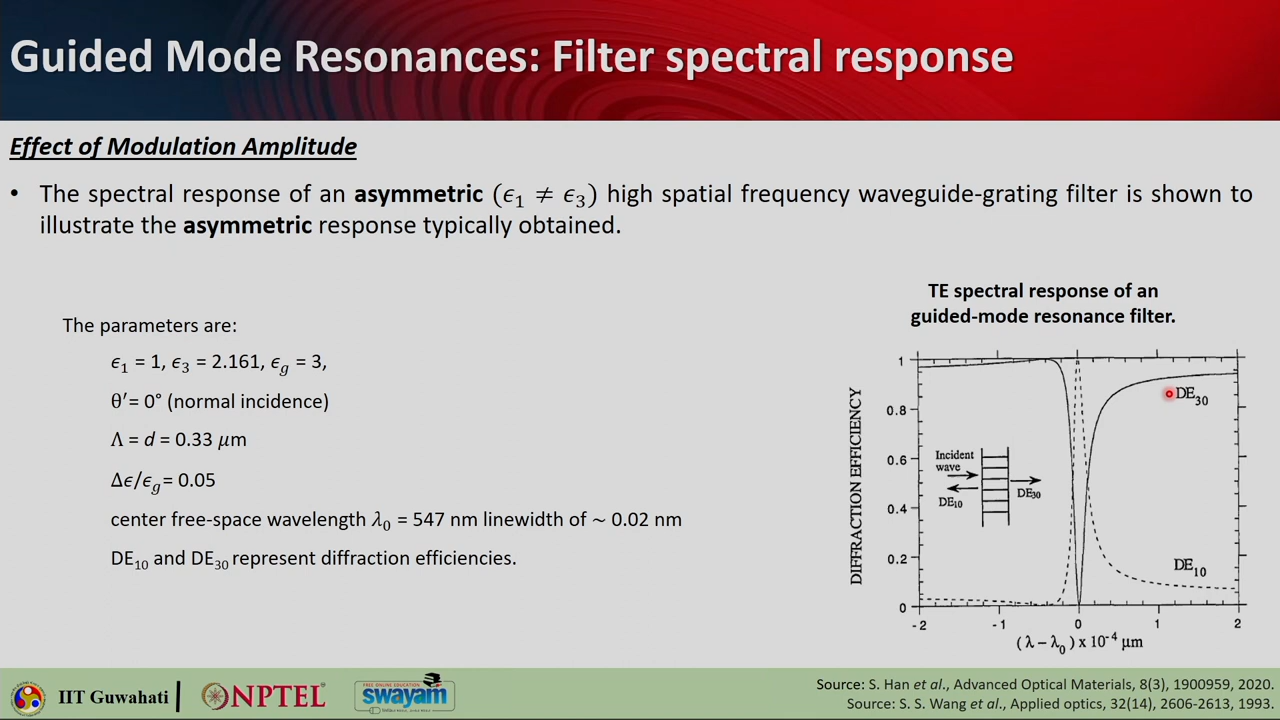 Guided Mode Resonances: Filter spectral response
Effect of Modulation Amplitude
• The spectral response of an asymmetric (ϵ₁ ≠ ϵ₃) high spatial frequency waveguide-grating filter is shown to
illustrate the asymmetric response typically obtained.
The parameters are:
ϵ₁ = 1, ϵ₃ = 2.161, ϵg = 3,
θ′= 0° (normal incidence)
Λ = d = 0.33 μm
Δϵ/ϵg= 0.05
center free-space wavelength λ₀ = 547 nm linewidth of ~ 0.02 nm
DE₁₀ and DE₃₀ represent diffraction efficiencies.
TE spectral response of an
guided-mode resonance filter.
DIFFRACTION EFFICIENCY
1
0.8
0.6
0.4
0.2
0
DE₃₀
Incident
wave
DE₁₀
DE₃₀
DE₁₀
-2 -1 0 1 2
(λ – λ₀) x 10⁻⁴ μm
IIT Guwahati
NPTEL
FREE ONLINE EDUCATION
swayam
Source: S. Han et al., Advanced Optical Materials, 8(3), 1900959, 2020.
Source: S. S. Wang et al., Applied optics, 32(14), 2606-2613, 1993.